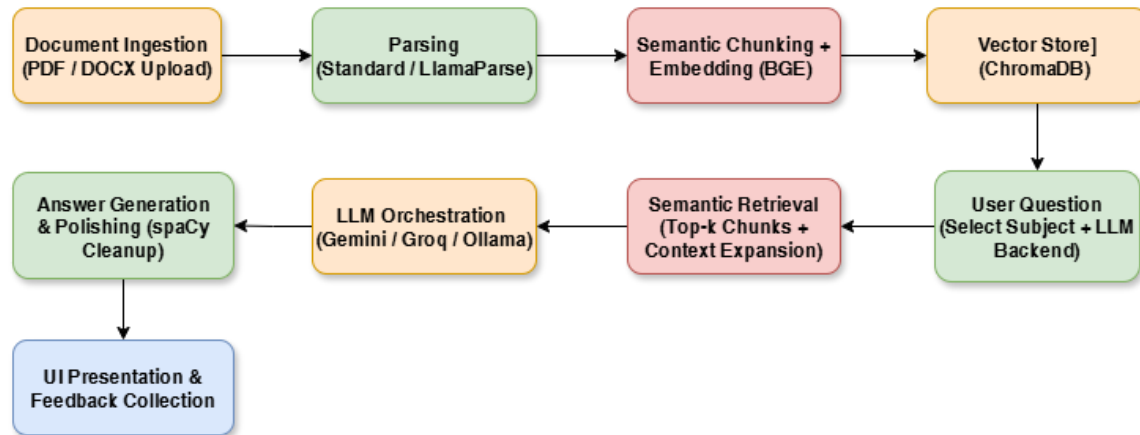 Document Ingestion
(PDF / DOCX Upload)
Parsing
(Standard / LlamaParse)
Semantic Chunking +
Embedding (BGE)
Vector Store]
(ChromaDB)
User Question
(Select Subject + LLM
Backend)
Semantic Retrieval
(Top-k Chunks +
Context Expansion)
LLM Orchestration
(Gemini / Groq / Ollama)
Answer Generation
& Polishing (spaCy
Cleanup)
UI Presentation &
Feedback Collection